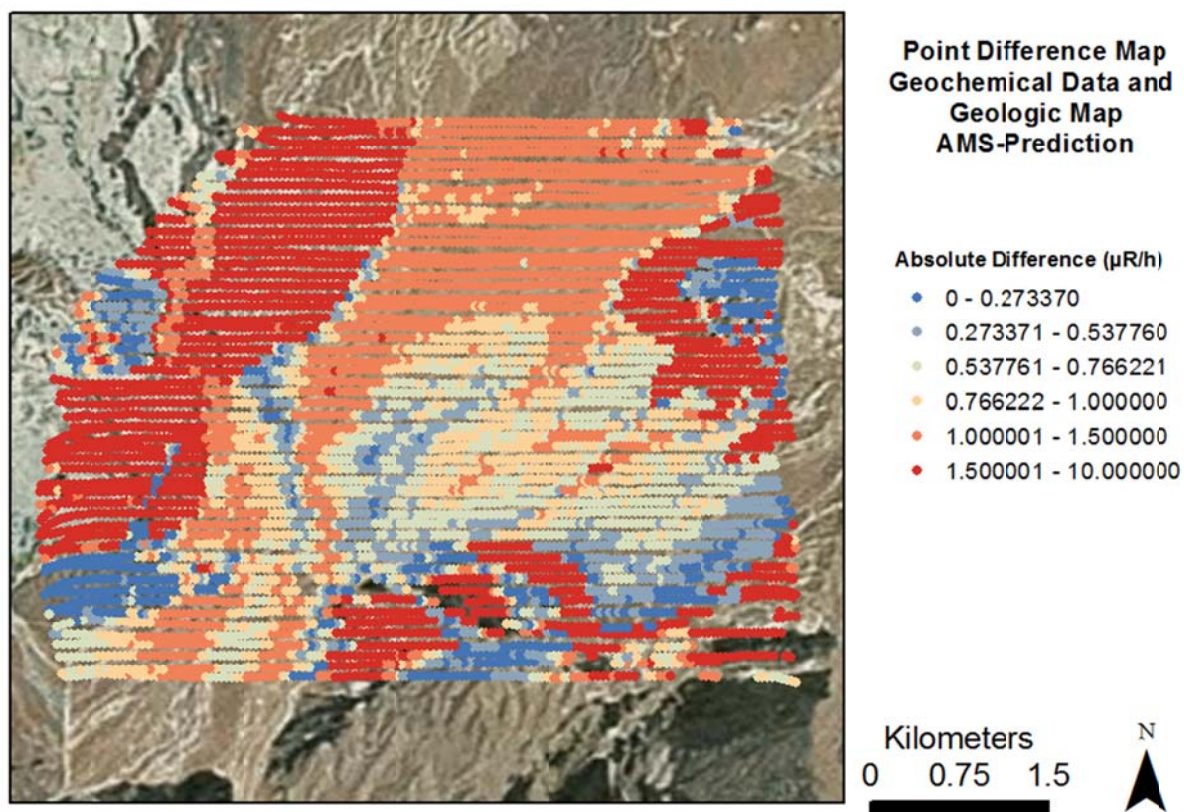 Point Difference Map
Geochemical Data and
Geologic Map
AMS-Prediction
Absolute Difference (µR/h)
0 - 0.273370
0.273371 - 0.537760
0.537761 - 0.766221
0.766222 - 1.000000
1.000001 - 1.500000
1.500001 - 10.000000
Kilometers
0 0.75 1.5
N